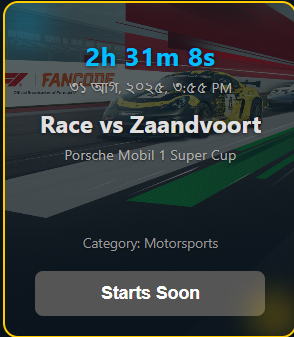 2h 31m 8s
FANCODE
৩১ আগ, ২০২৫, ৩:৫৫ PM
Race vs Zaandvoort
Porsche Mobil 1 Super Cup
Category: Motorsports
Starts Soon